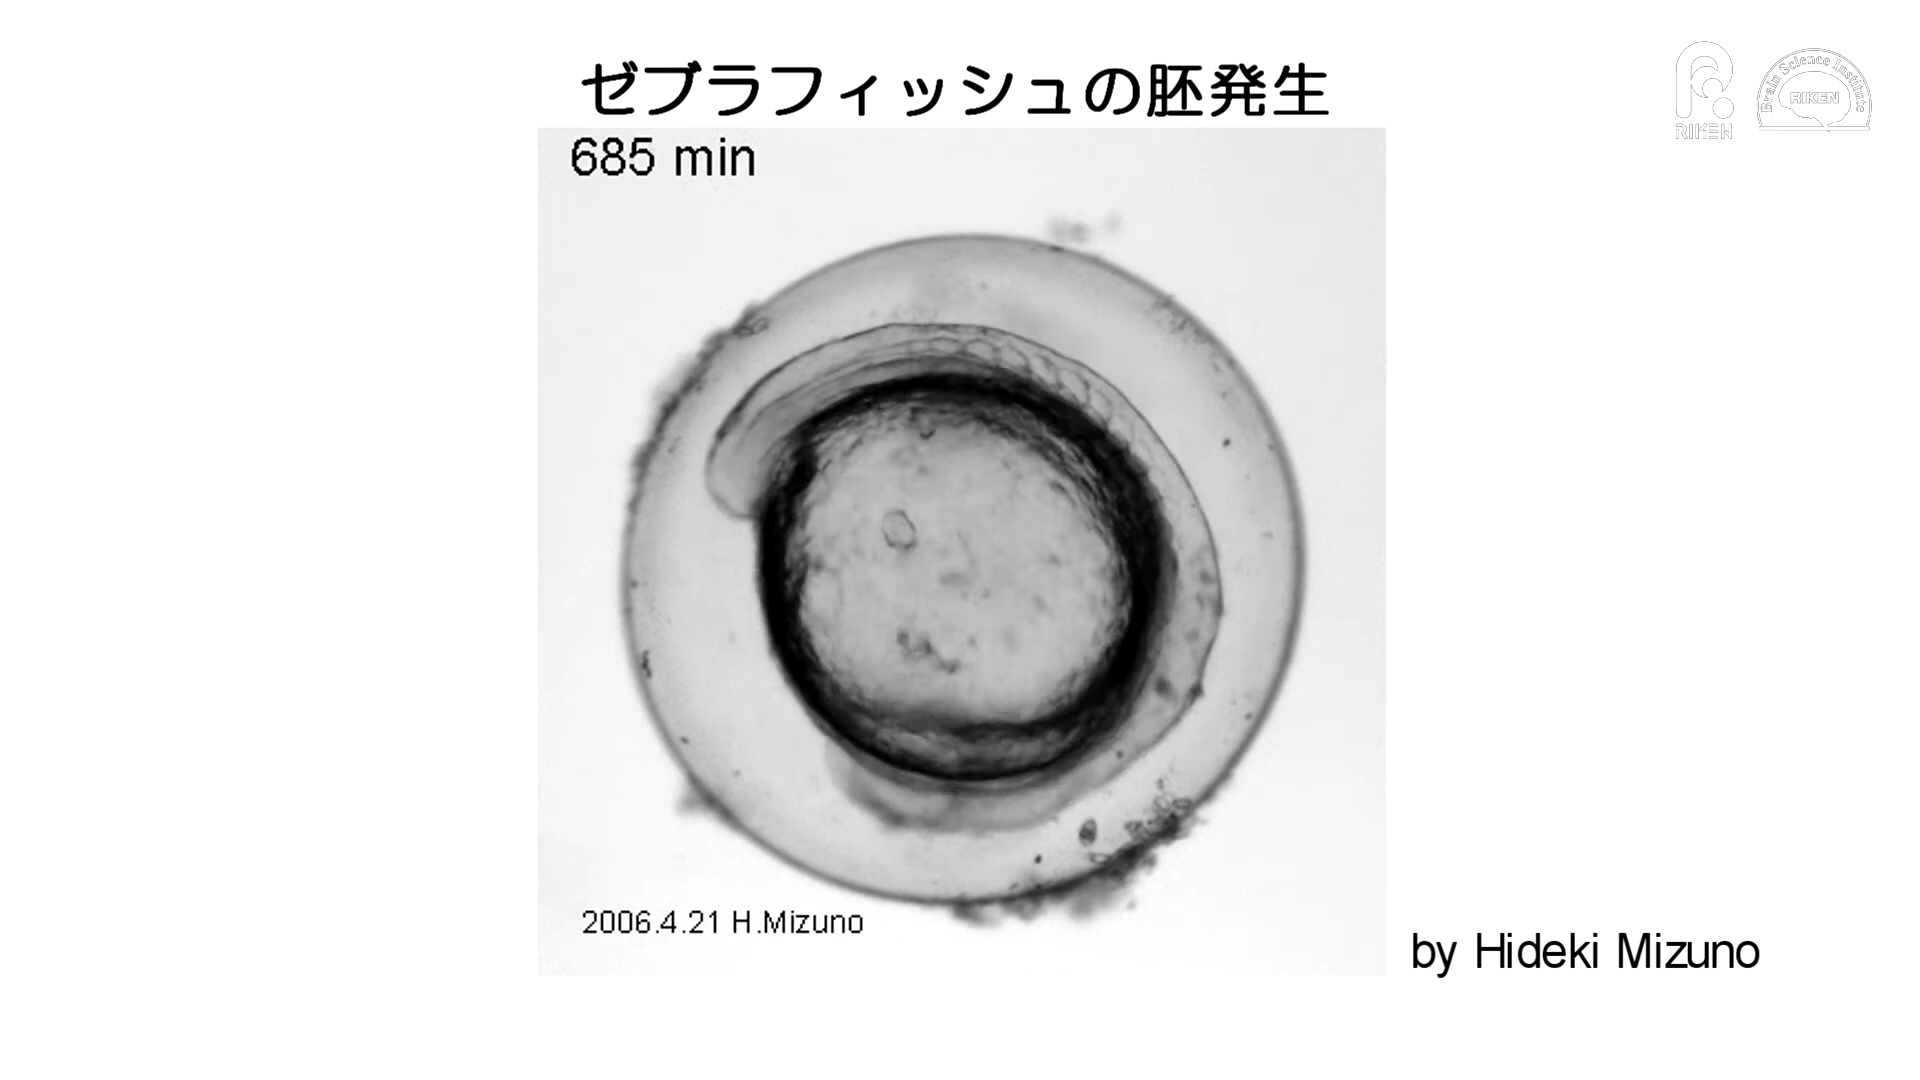 ゼブラフィッシュの胚発生
RIKEN
Brain Science Institute
RIKEN
685 min
2006.4.21 H.Mizuno
by Hideki Mizuno